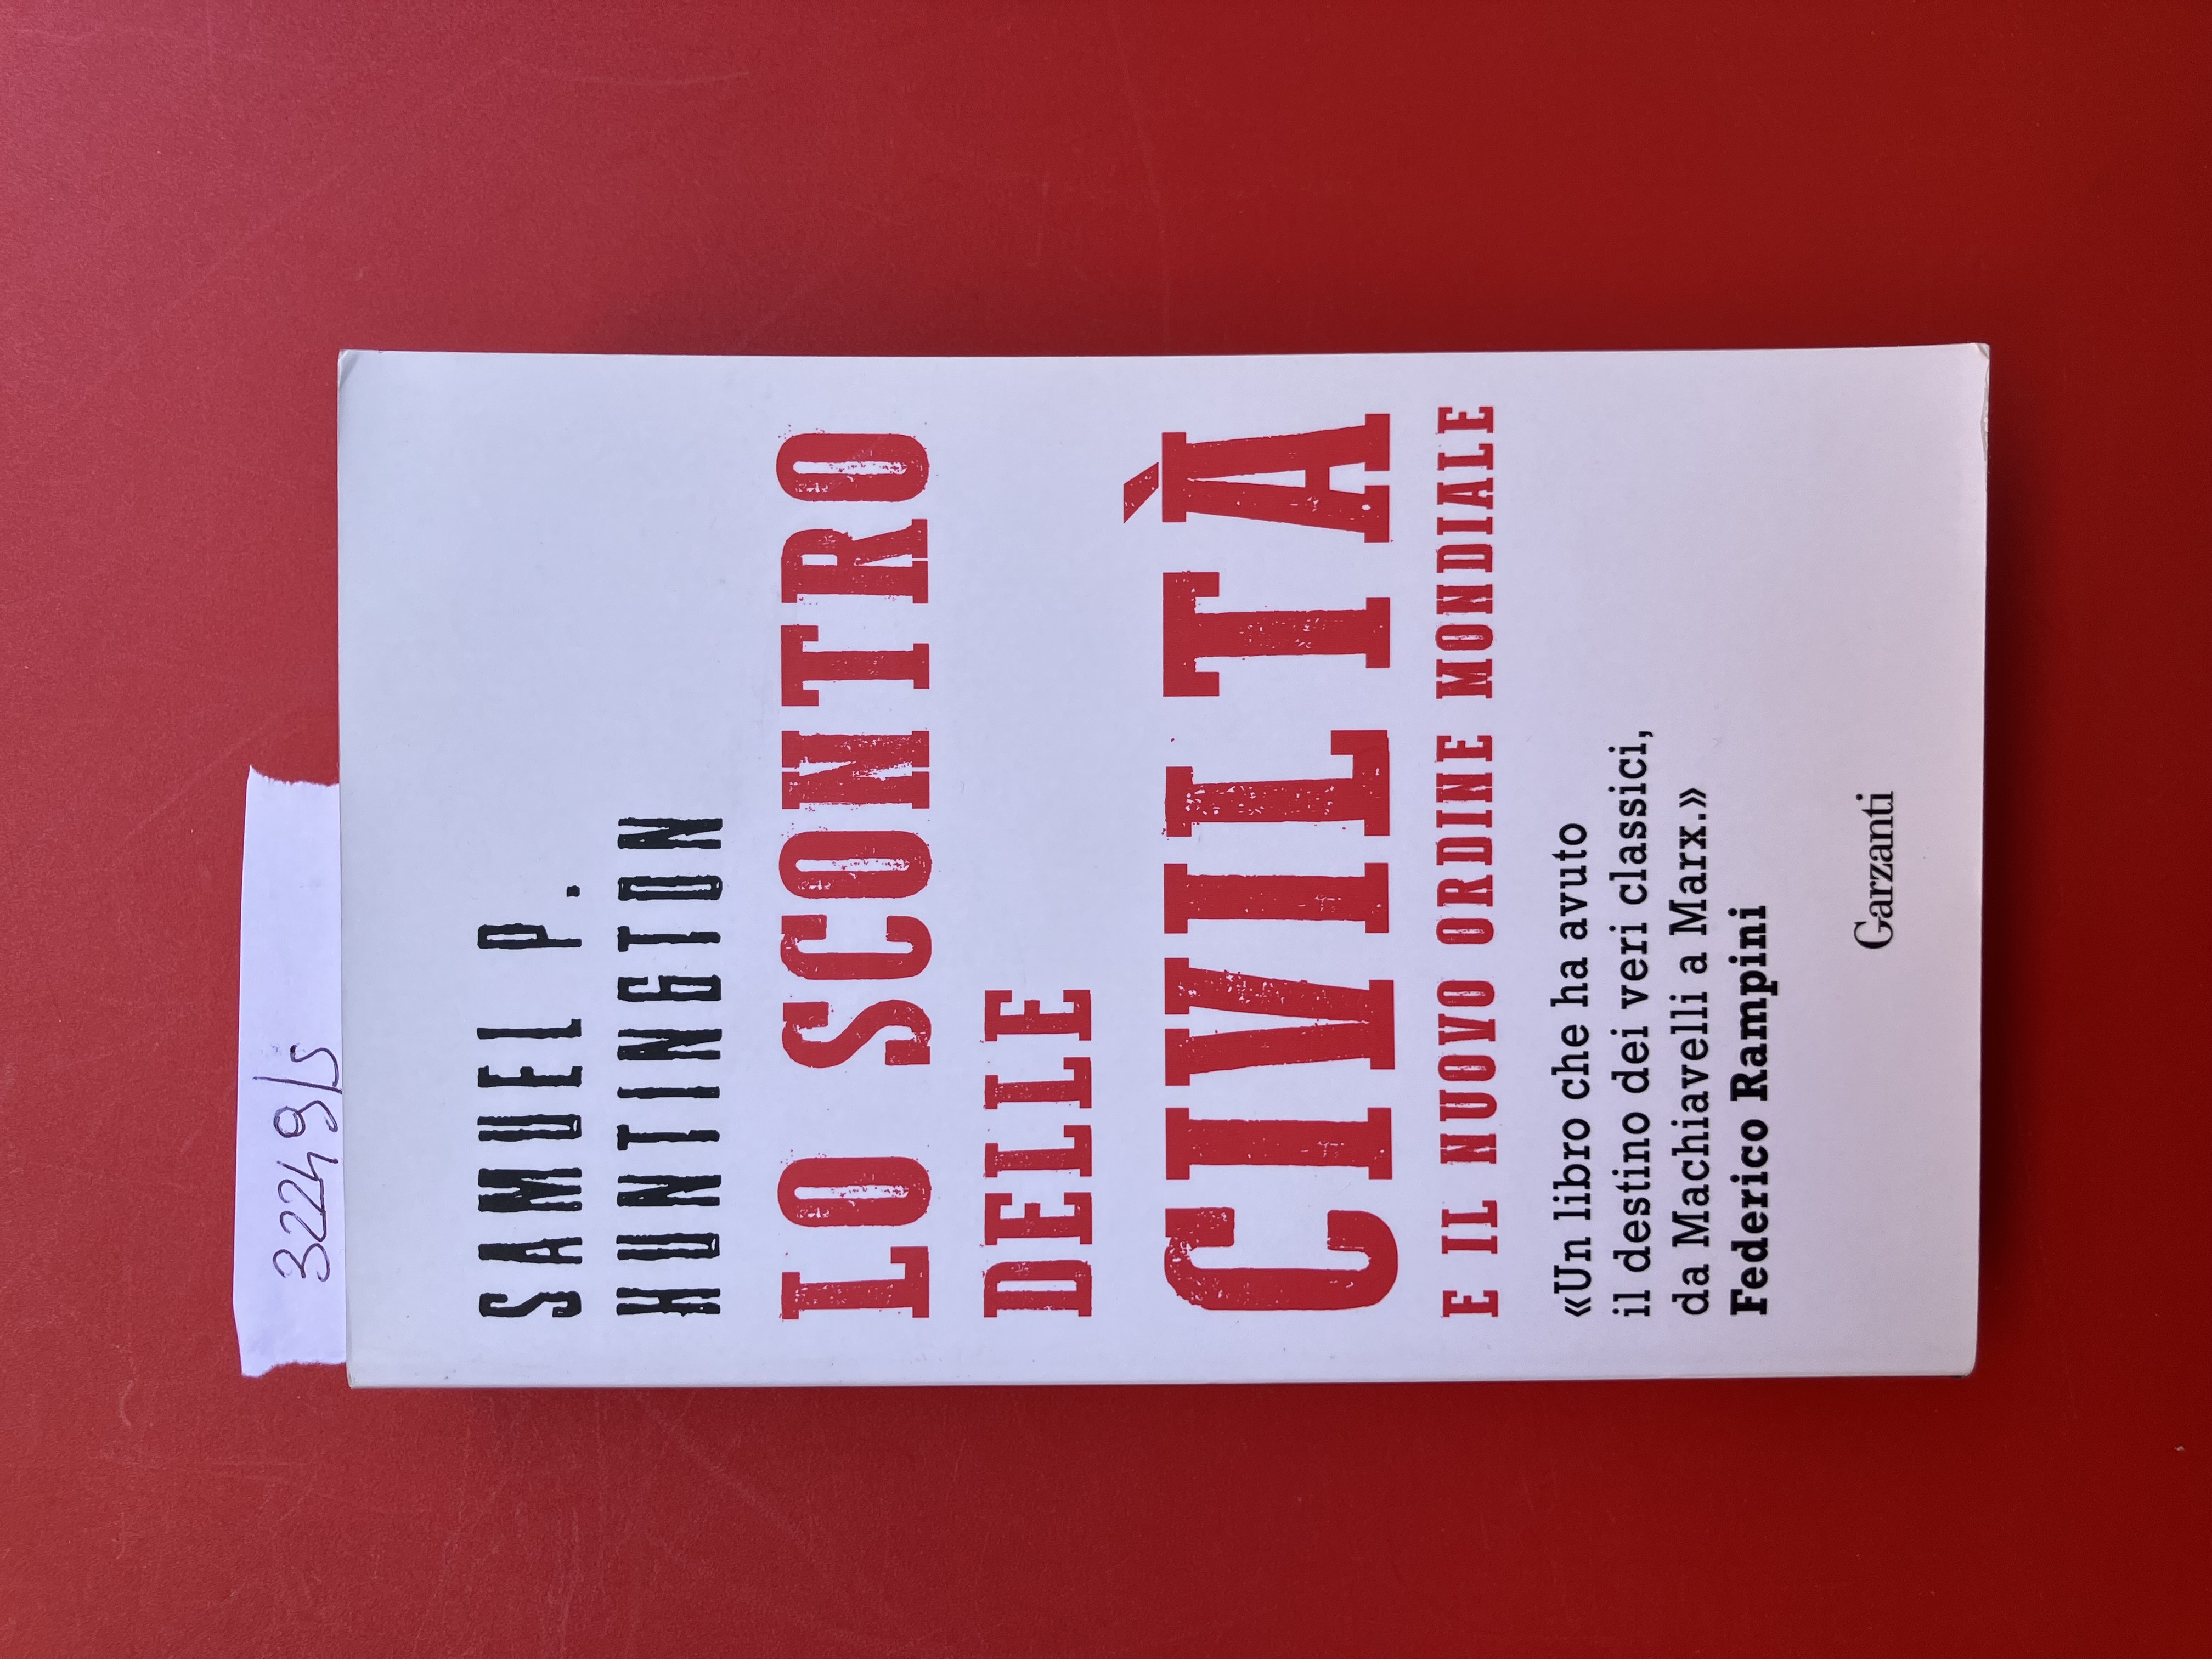 32249/S
SAMUEL P.
HUNTINGTON
LO SCONTRO
DELLE
CIVILTÀ
E IL NUOVO ORDINE MONDIALE
«Un libro che ha avuto
il destino dei veri classici,
da Machiavelli a Marx.»
Federico Rampini
Garzanti